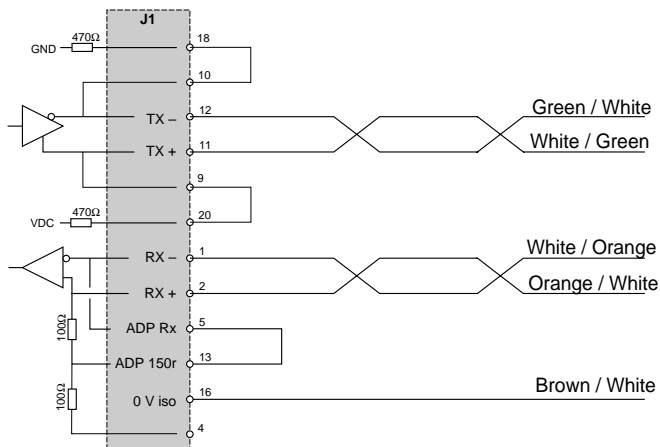 J1
GND 470Ω 18
10
TX – 12 Green / White
TX + 11 White / Green
9
VDC 470Ω 20
RX – 1 White / Orange
RX + 2 Orange / White
100Ω ADP Rx 5
ADP 150r 13
100Ω 0 V iso 16 Brown / White
4